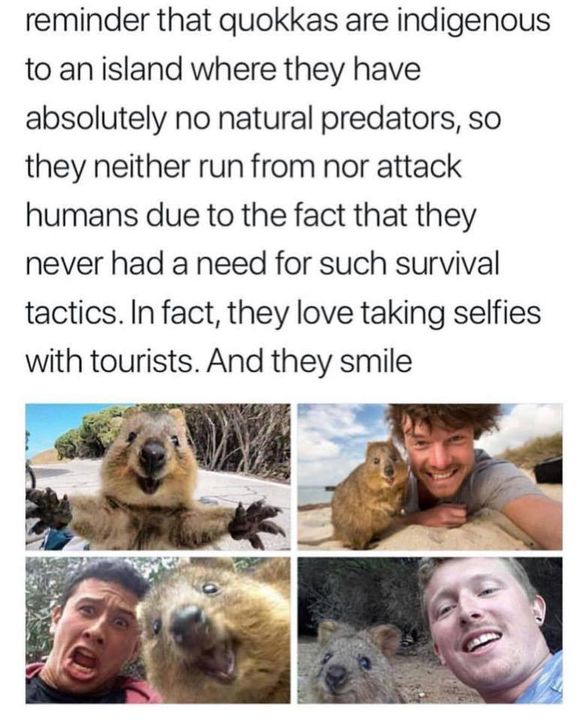 reminder that quokkas are indigenous
to an island where they have
absolutely no natural predators, so
they neither run from nor attack
humans due to the fact that they
never had a need for such survival
tactics. In fact, they love taking selfies
with tourists. And they smile